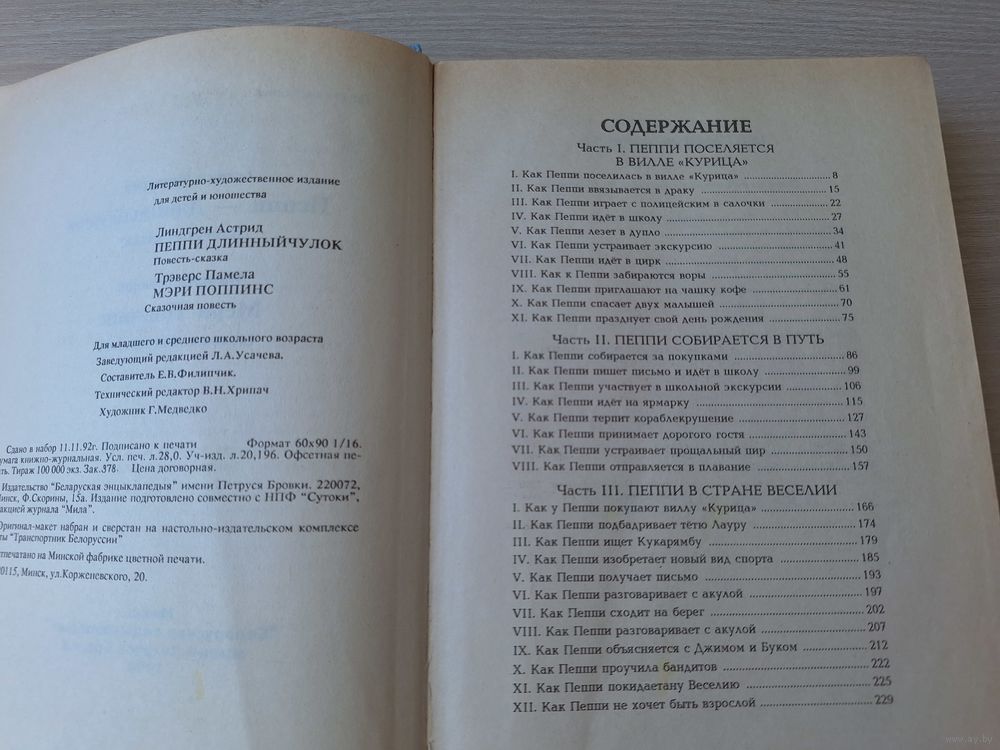 Литературно-художественное издание
для детей и юношества
Линдгрен Астрид
ПЕППИ ДЛИННЫЙЧУЛОК
Повесть-сказка
Трэверс Памела
МЭРИ ПОППИНС
Сказочная повесть
Для младшего и среднего школьного возраста
Заведующий редакцией Л.А.Усачева.
Составитель Е.В.Филипчик.
Технический редактор В.Н.Хрипач
Художник Г.Медведко
Сдано в набор 11.11.92г. Подписано к печати Формат 60х90 1/16.
умага книжно-журнальная. Усл. печ. л.28,0. Уч-изд. л.20,196. Офсетная пе-
ть. Тираж 100 000 экз. Зак.378. Цена договорная.
Издательство "Беларуская энцыклапедыя" имени Петруся Бровки. 220072,
инск, Ф.Скорины, 15а. Издание подготовлено совместно с НПФ "Сутоки",
акцией журнала "Мила".
Оригинал-макет набран и сверстан на настольно-издательском комплексе
ты "Транспортник Белоруссии"
тпечатано на Минской фабрике цветной печати.
0115, Минск, ул.Корженевского, 20.
СОДЕРЖАНИЕ
Часть I. ПЕППИ ПОСЕЛЯЕТСЯ
В ВИЛЛЕ «КУРИЦА»
I. Как Пеппи поселилась в вилле «Курица» 8
II. Как Пеппи ввязывается в драку 15
III. Как Пеппи играет с полицейским в салочки 22
IV. Как Пеппи идёт в школу 27
V. Как Пеппи лезет в дупло 34
VI. Как Пеппи устраивает экскурсию 41
VII. Как Пеппи идёт в цирк 48
VIII. Как к Пеппи забираются воры 55
IX. Как Пеппи приглашают на чашку кофе 61
X. Как Пеппи спасает двух малышей 70
XI. Как Пеппи празднует свой день рождения 75
Часть II. ПЕППИ СОБИРАЕТСЯ В ПУТЬ
I. Как Пеппи собирается за покупками 86
II. Как Пеппи пишет письмо и идёт в школу 99
III. Как Пеппи участвует в школьной экскурсии 106
IV. Как Пеппи идёт на ярмарку 115
V. Как Пеппи терпит кораблекрушение 127
VI. Как Пеппи принимает дорогого гостя 143
VII. Как Пеппи устраивает прощальный пир 150
VIII. Как Пеппи отправляется в плавание 157
Часть III. ПЕППИ В СТРАНЕ ВЕСЕЛИИ
I. Как у Пеппи покупают виллу «Курица» 166
II. Как Пеппи подбадривает тётю Лауру 174
III. Как Пеппи ищет Кукарямбу 179
IV. Как Пеппи изобретает новый вид спорта 185
V. Как Пеппи получает письмо 193
VI. Как Пеппи разговаривает с акулой 197
VII. Как Пеппи сходит на берег 202
VIII. Как Пеппи разговаривает с акулой 207
IX. Как Пеппи объясняется с Джимом и Буком 212
X. Как Пеппи проучила бандитов 222
XI. Как Пеппи покидаетану Веселию 225
XII. Как Пеппи не хочет быть взрослой 229
www.ay.by